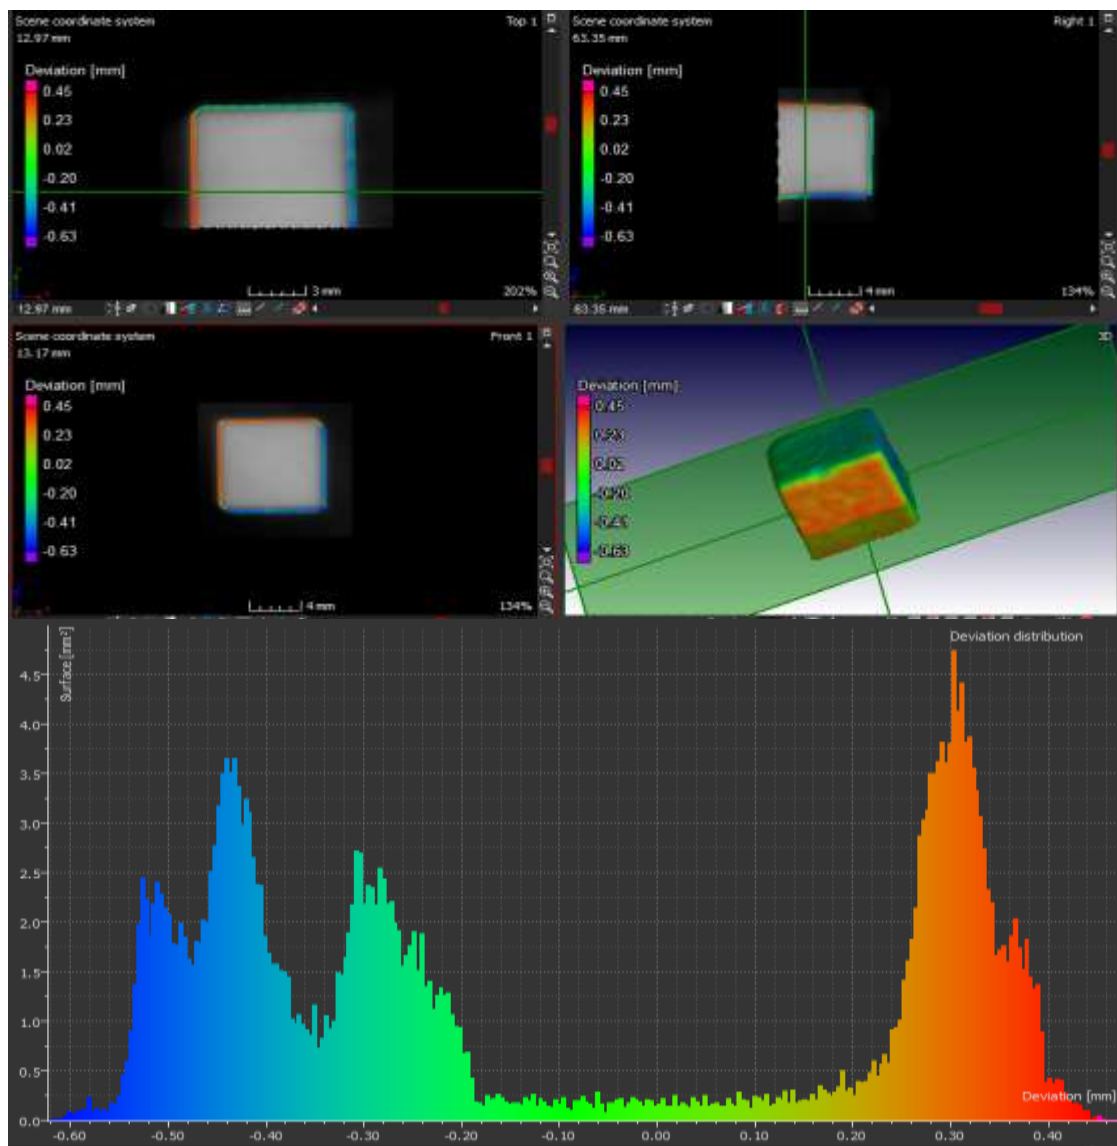 Scene coordinate system
Top 1
12.97 mm
Deviation [mm]
0.45
0.23
0.02
-0.20
-0.41
-0.63
3 mm
202%
12.97 mm
Scene coordinate system
Right 1
63.35 mm
Deviation [mm]
0.45
0.23
0.02
-0.20
-0.41
-0.63
4 mm
134%
63.35 mm
Scene coordinate system
Front 1
13.17 mm
Deviation [mm]
0.45
0.23
0.02
-0.20
-0.41
-0.63
4 mm
134%
3D
Deviation [mm]
0.45
0.23
0.02
-0.20
-0.41
-0.63
Deviation distribution
Surface [mm²]
4.5
4.0
3.5
3.0
2.5
2.0
1.5
1.0
0.5
0.0
Deviation [mm]
-0.60
-0.50
-0.40
-0.30
-0.20
-0.10
0.00
0.10
0.20
0.30
0.40